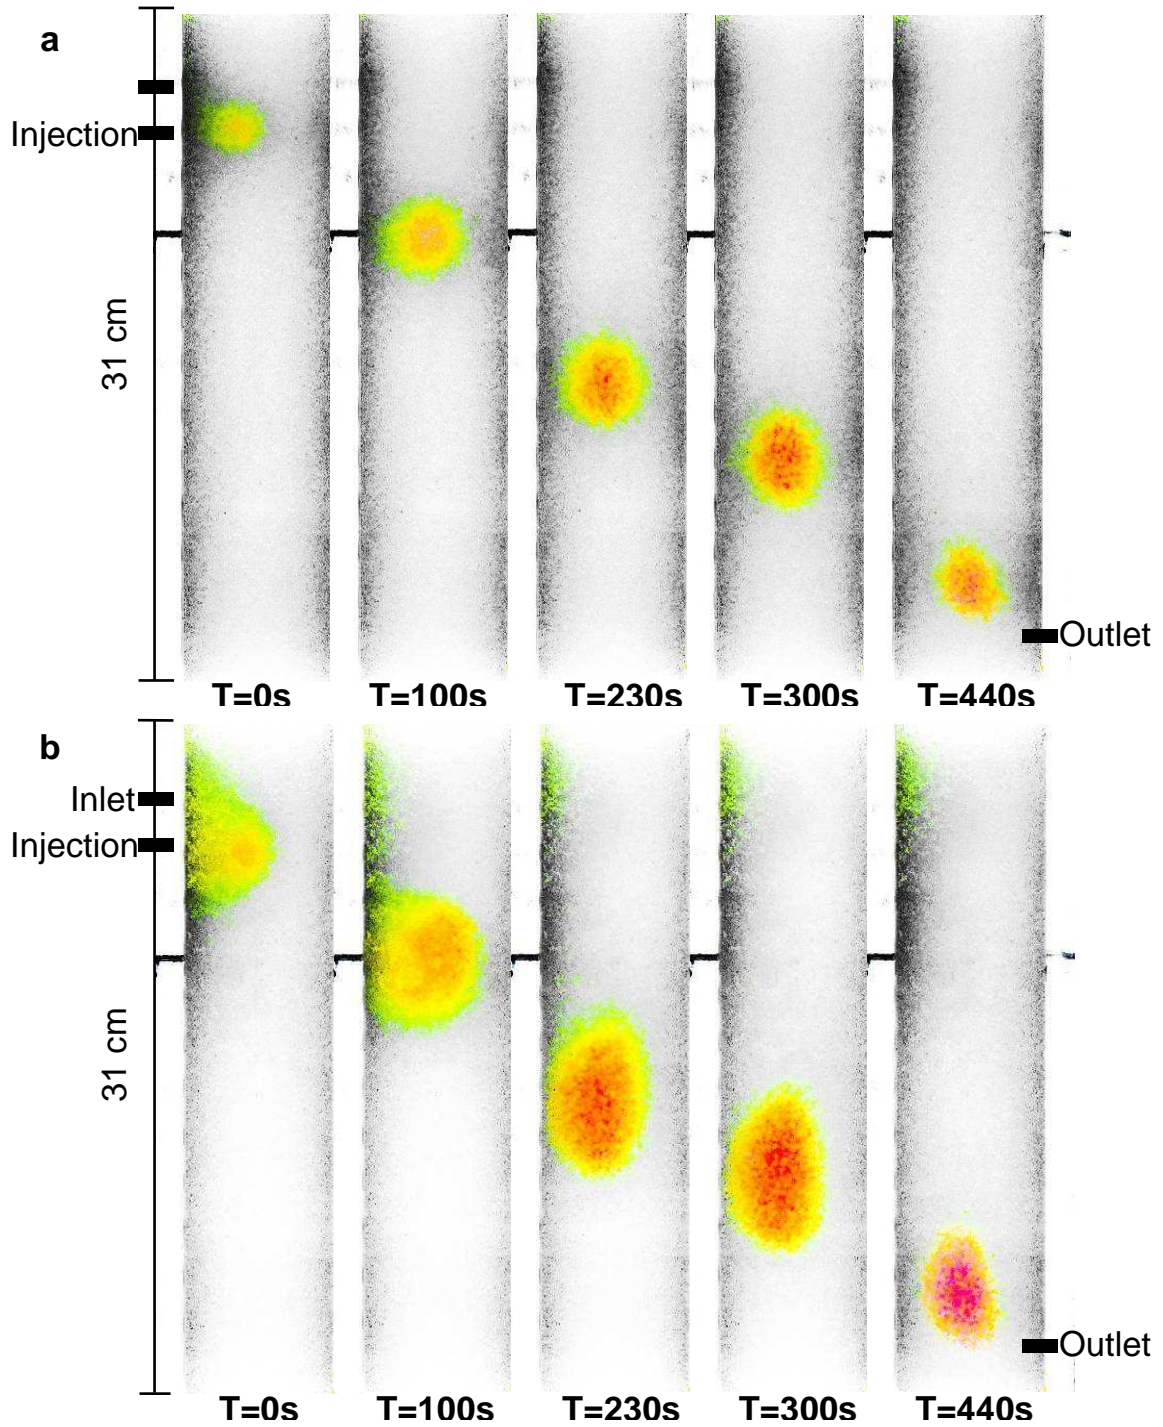 a
Injection
31 cm
Outlet
T=0s T=100s T=230s T=300s T=440s
b
Inlet
Injection
31 cm
Outlet
T=0s T=100s T=230s T=300s T=440s